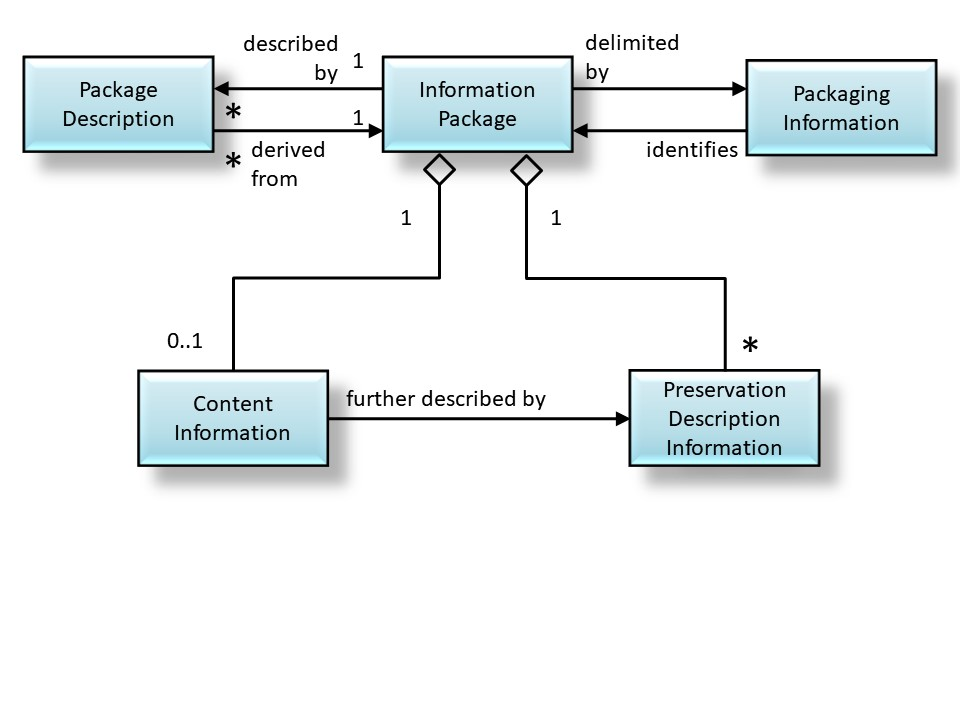 described
by
1
delimited
by
Package
Description
Information
Package
Packaging
Information
*
1
*
derived
from
identifies
1
1
0..1
*
Content
Information
further described by
Preservation
Description
Information